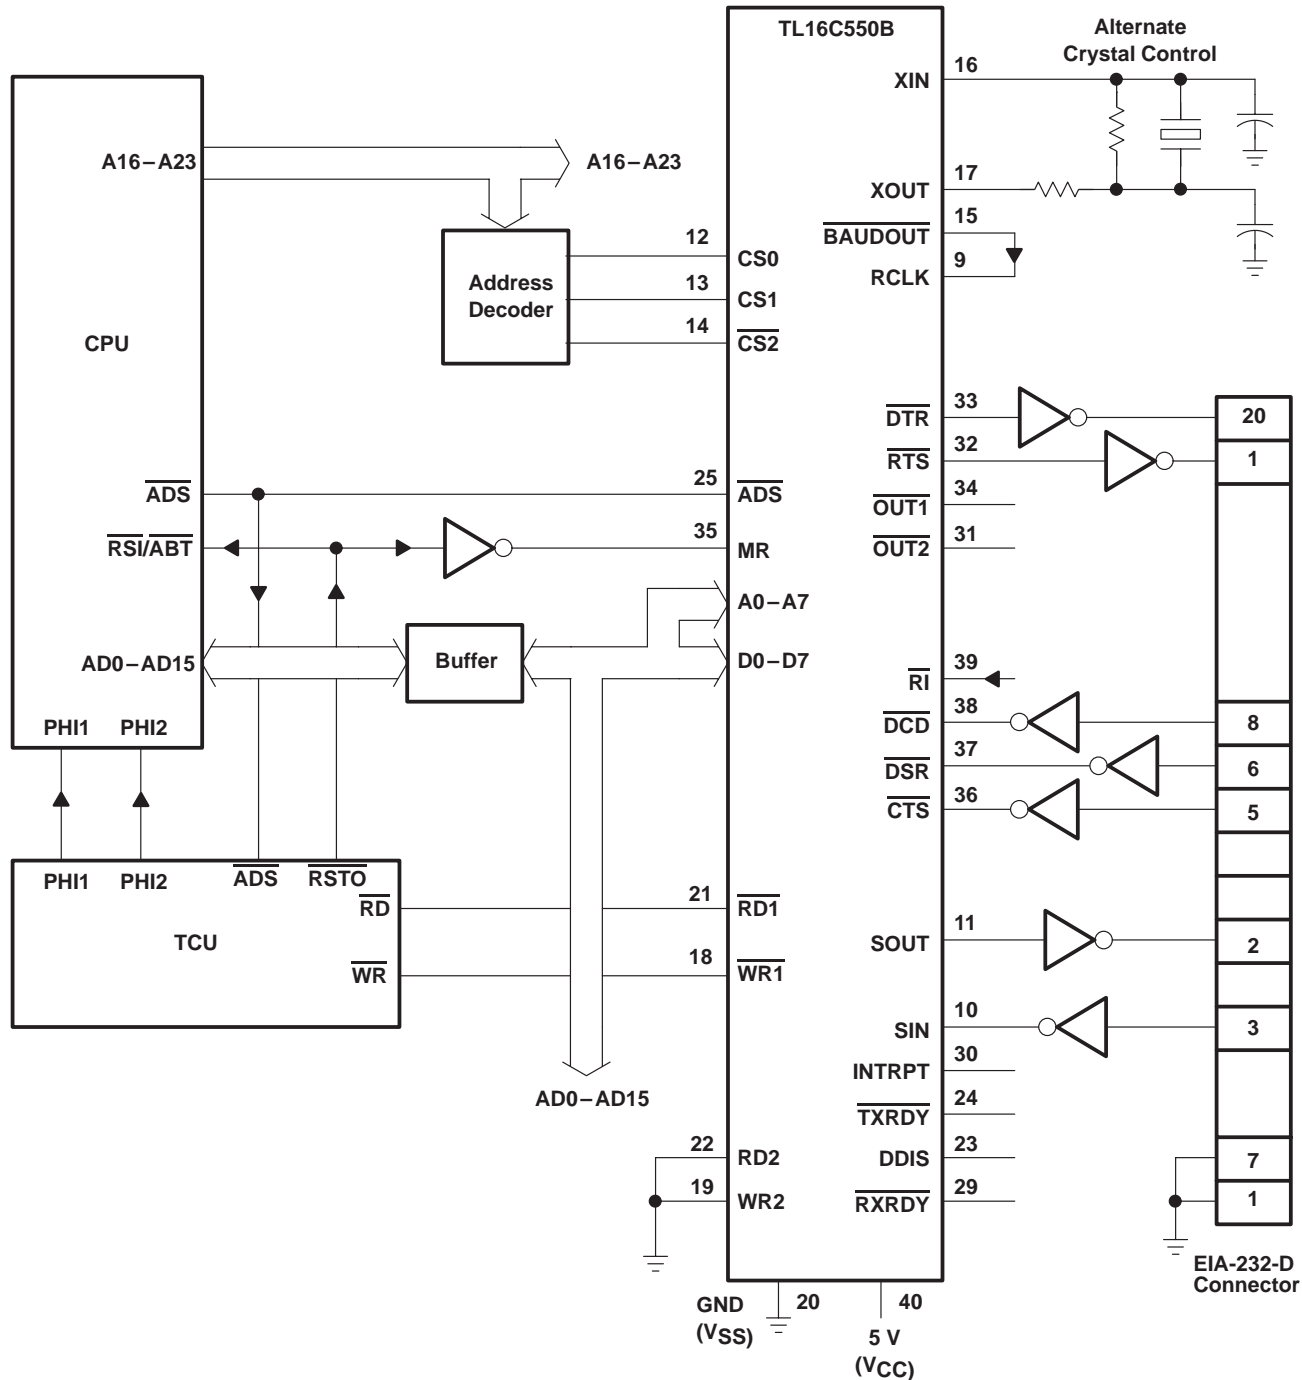 TL16C550B
Alternate
Crystal Control
XIN
16
A16–A23
A16–A23
XOUT
17
BAUDOUT
15
RCLK
9
12
CS0
Address
Decoder
13
CS1
14
CS2
CPU
DTR
33
20
RTS
32
1
ADS
25
ADS
OUT1
34
RSI/ABT
35
MR
OUT2
31
A0–A7
AD0–AD15
Buffer
D0–D7
RI
39
PHI1
PHI2
DCD
38
8
DSR
37
6
CTS
36
5
PHI1
PHI2
ADS
RSTO
RD
21
RD1
TCU
SOUT
11
2
WR
18
WR1
SIN
10
3
INTRPT
30
AD0–AD15
TXRDY
24
22
RD2
DDIS
23
7
19
WR2
RXRDY
29
1
EIA-232-D
Connector
GND
(VSS)
20
40
5 V
(VCC)